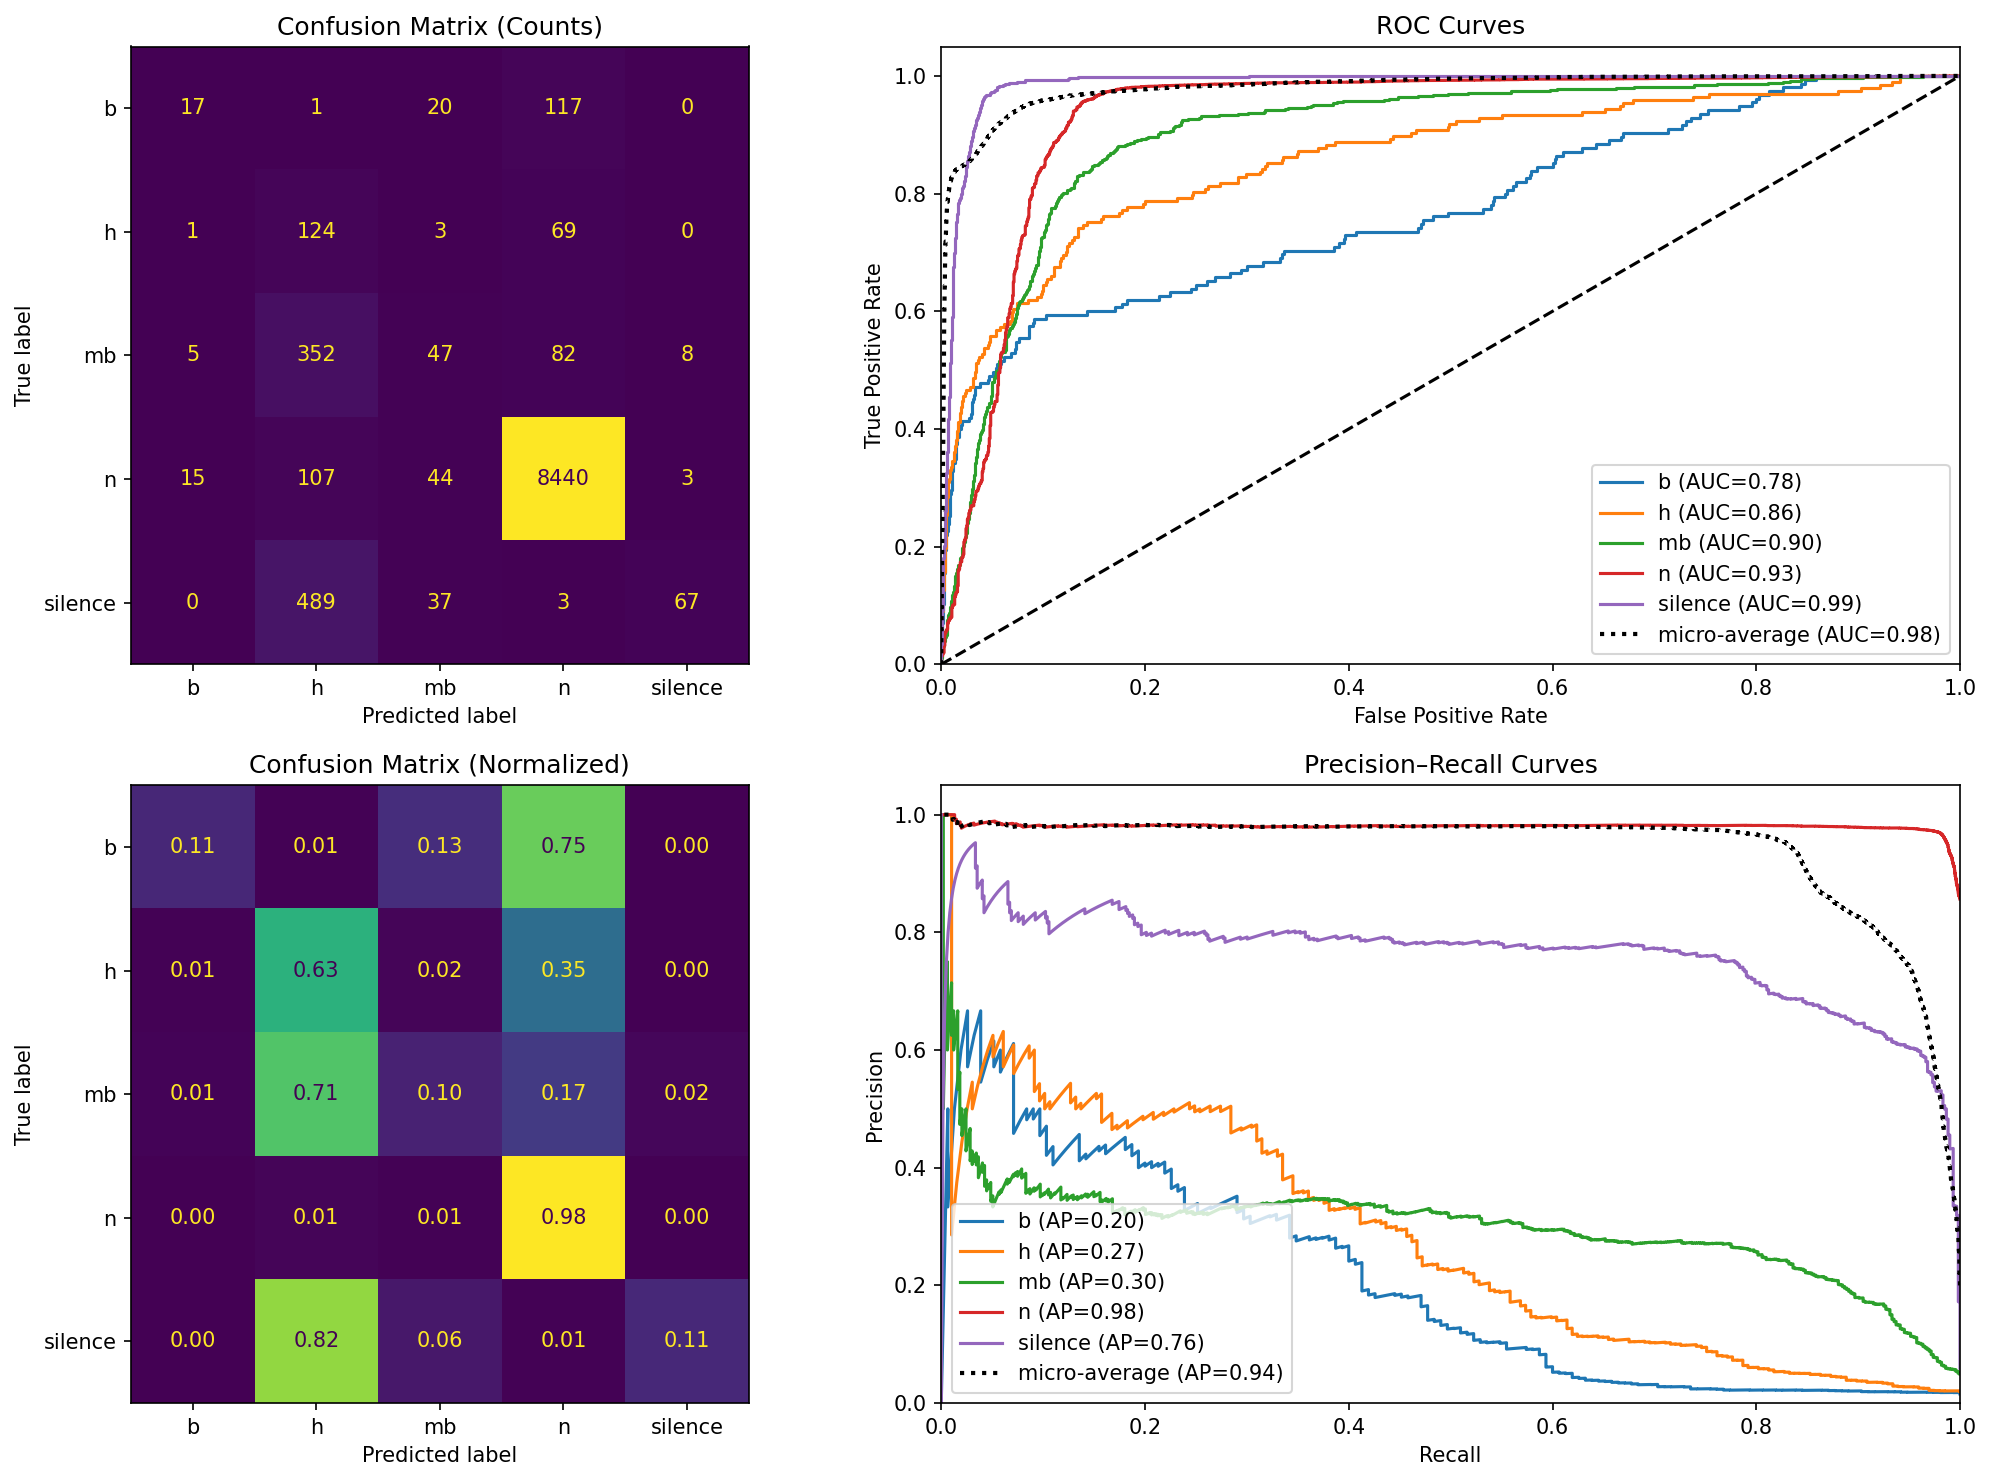 Confusion Matrix (Counts)
True label
b 17 1 20 117 0
h 1 124 3 69 0
mb 5 352 47 82 8
n 15 107 44 8440 3
silence 0 489 37 3 67
b h mb n silence
Predicted label
ROC Curves
True Positive Rate
1.0
0.8
0.6
0.4
0.2
0.0
b (AUC=0.78)
h (AUC=0.86)
mb (AUC=0.90)
n (AUC=0.93)
silence (AUC=0.99)
micro-average (AUC=0.98)
0.0 0.2 0.4 0.6 0.8 1.0
False Positive Rate
Confusion Matrix (Normalized)
True label
b 0.11 0.01 0.13 0.75 0.00
h 0.01 0.63 0.02 0.35 0.00
mb 0.01 0.71 0.10 0.17 0.02
n 0.00 0.01 0.01 0.98 0.00
silence 0.00 0.82 0.06 0.01 0.11
b h mb n silence
Predicted label
Precision–Recall Curves
Precision
1.0
0.8
0.6
0.4
0.2
0.0
b (AP=0.20)
h (AP=0.27)
mb (AP=0.30)
n (AP=0.98)
silence (AP=0.76)
micro-average (AP=0.94)
0.0 0.2 0.4 0.6 0.8 1.0
Recall